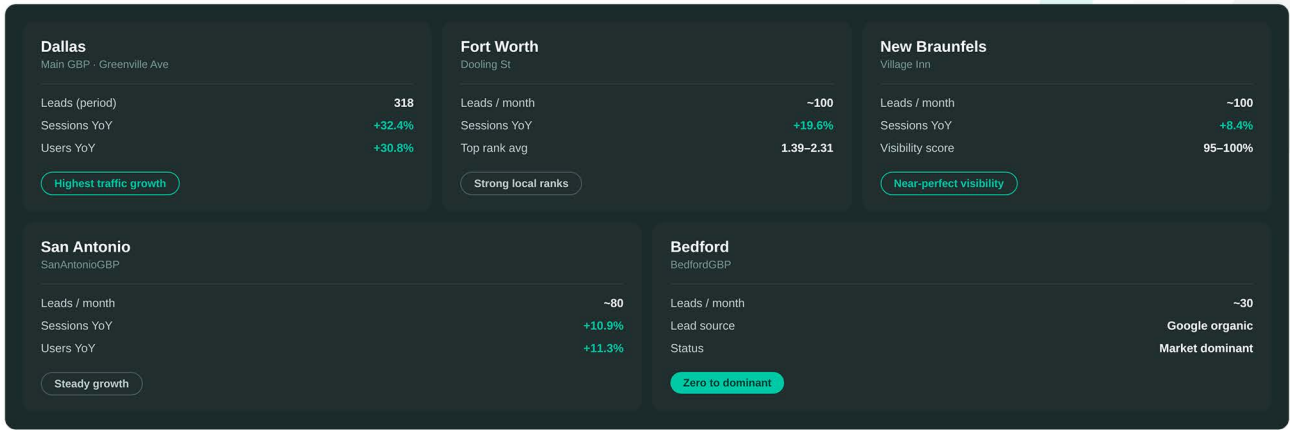 Dallas
Main GBP · Greenville Ave
Leads (period) 318
Sessions YoY +32.4%
Users YoY +30.8%
Highest traffic growth
Fort Worth
Dooling St
Leads / month ~100
Sessions YoY +19.6%
Top rank avg 1.39–2.31
Strong local ranks
New Braunfels
Village Inn
Leads / month ~100
Sessions YoY +8.4%
Visibility score 95–100%
Near-perfect visibility
San Antonio
SanAntonioGBP
Leads / month ~80
Sessions YoY +10.9%
Users YoY +11.3%
Steady growth
Bedford
BedfordGBP
Leads / month ~30
Lead source Google organic
Status Market dominant
Zero to dominant